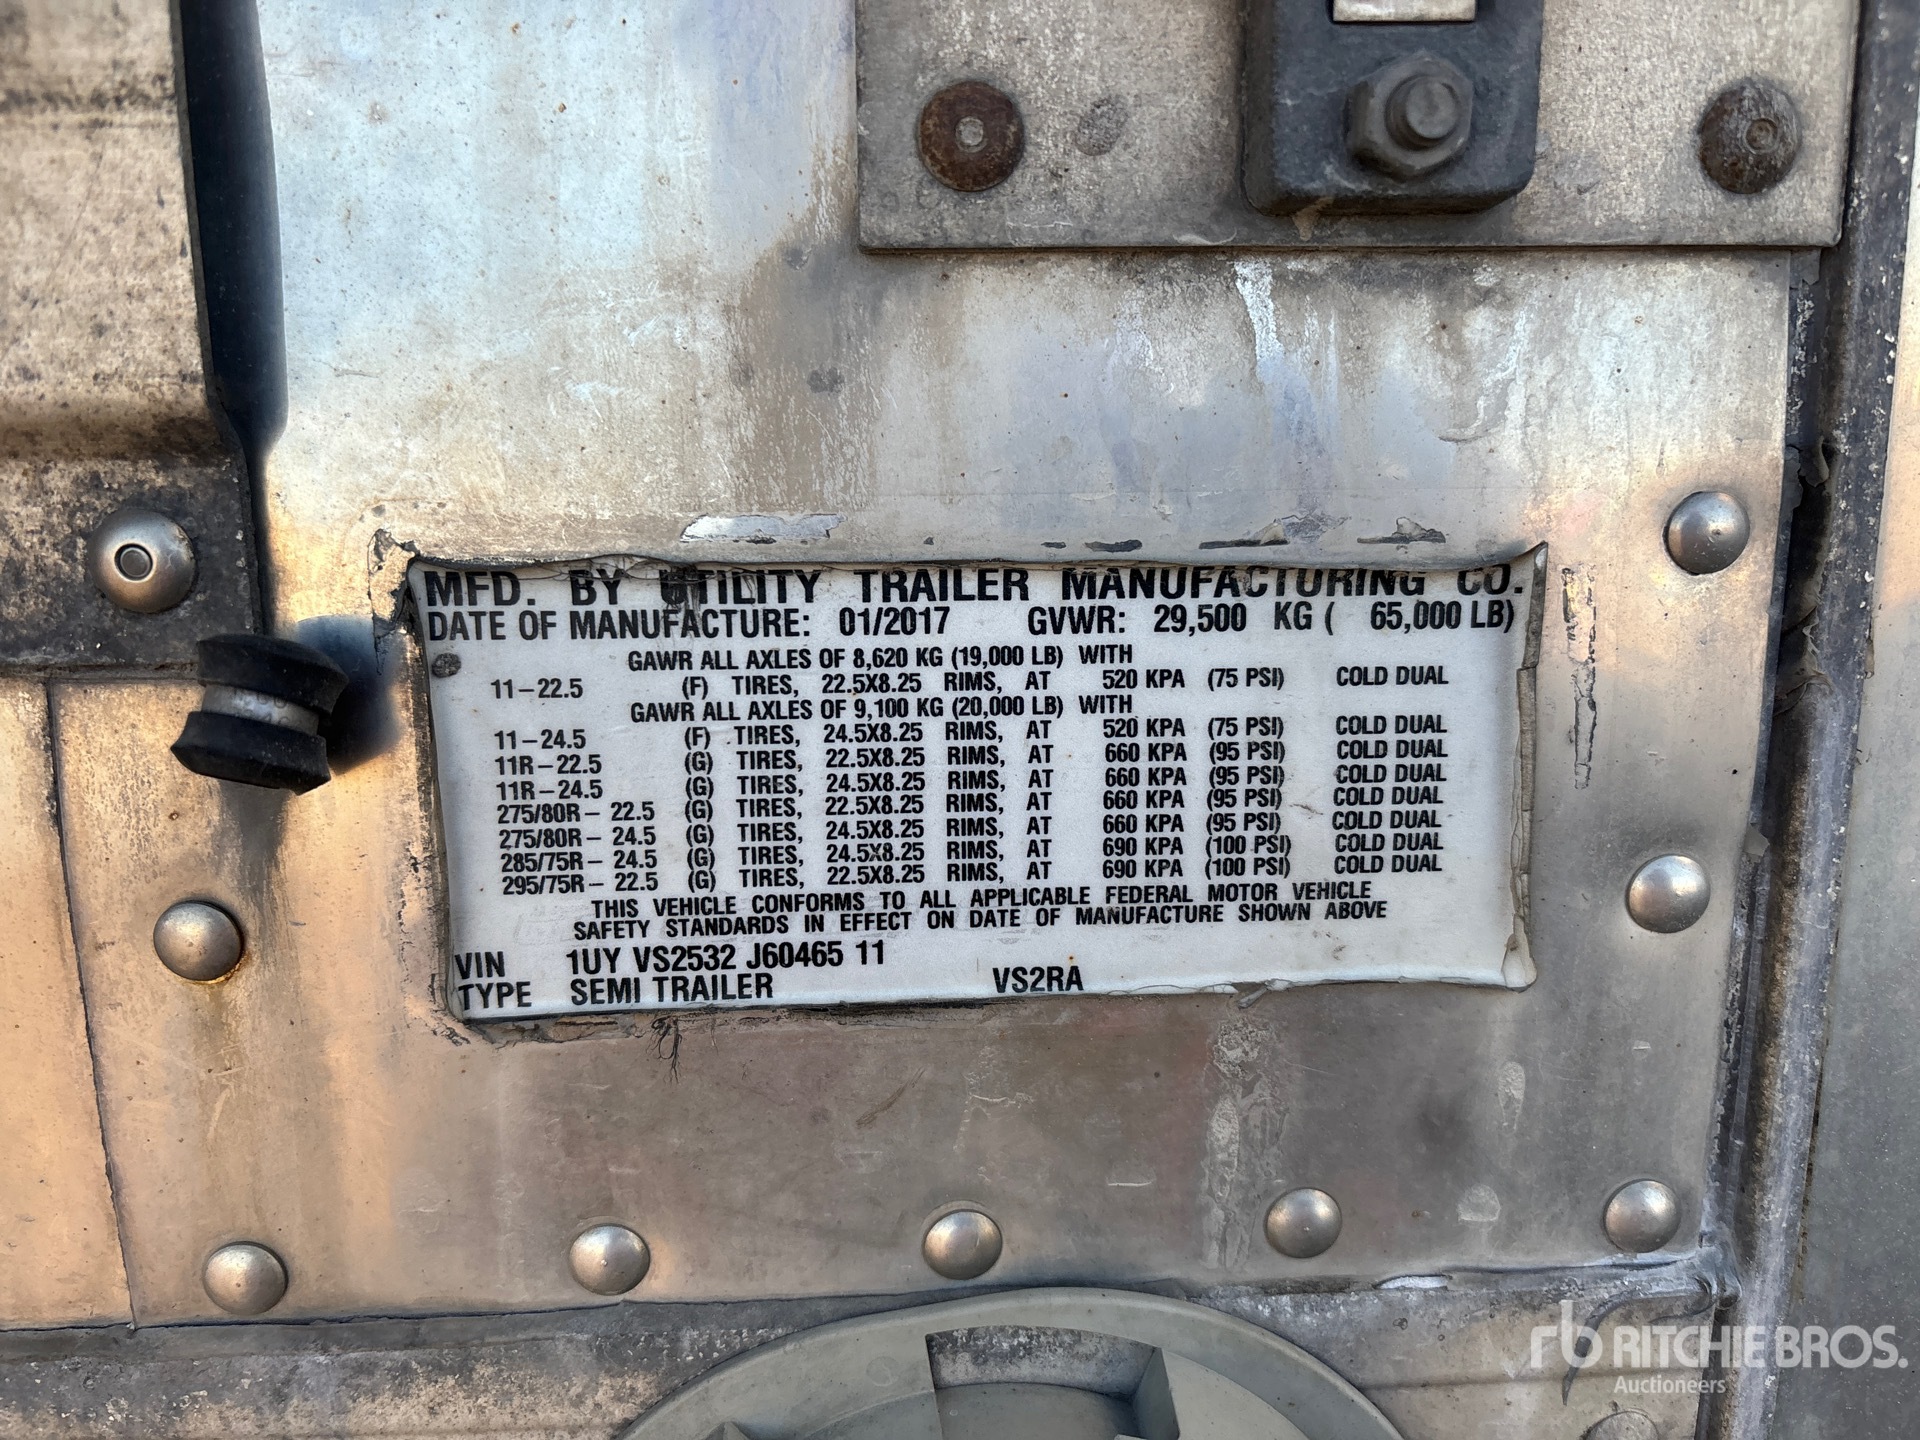 MFD. BY UTILITY TRAILER MANUFACTURING CO.
DATE OF MANUFACTURE: 01/2017 GVWR: 29,500 KG ( 65,000 LB)
GAWR ALL AXLES OF 8,620 KG (19,000 LB) WITH
11-22.5 (F) TIRES, 22.5X8.25 RIMS, AT 520 KPA (75 PSI) COLD DUAL
GAWR ALL AXLES OF 9,100 KG (20,000 LB) WITH
11-24.5 (F) TIRES, 24.5X8.25 RIMS, AT 520 KPA (75 PSI) COLD DUAL
11R-22.5 (G) TIRES, 22.5X8.25 RIMS, AT 660 KPA (95 PSI) COLD DUAL
11R-24.5 (G) TIRES, 24.5X8.25 RIMS, AT 660 KPA (95 PSI) COLD DUAL
275/80R- 22.5 (G) TIRES, 22.5X8.25 RIMS, AT 660 KPA (95 PSI) COLD DUAL
275/80R- 24.5 (G) TIRES, 24.5X8.25 RIMS, AT 660 KPA (95 PSI) COLD DUAL
285/75R- 24.5 (G) TIRES, 24.5X8.25 RIMS, AT 690 KPA (100 PSI) COLD DUAL
295/75R- 22.5 (G) TIRES, 22.5X8.25 RIMS, AT 690 KPA (100 PSI) COLD DUAL
THIS VEHICLE CONFORMS TO ALL APPLICABLE FEDERAL MOTOR VEHICLE
SAFETY STANDARDS IN EFFECT ON DATE OF MANUFACTURE SHOWN ABOVE
VIN 1UY VS2532 J60465 11
TYPE SEMI TRAILER VS2RA
rb RITCHIE BROS.
Auctioneers